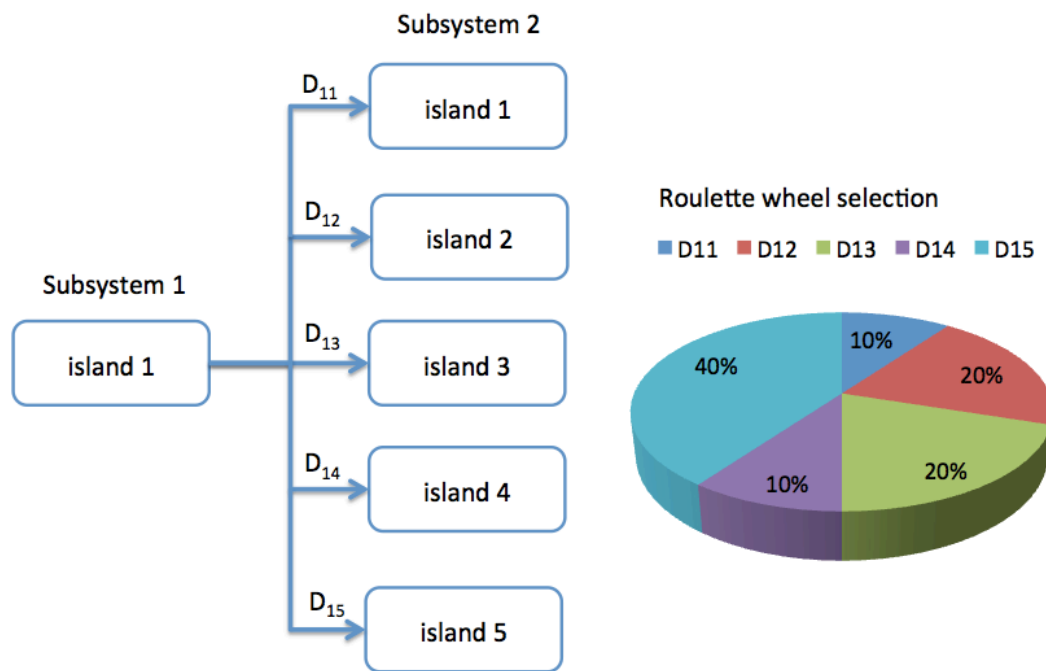 Subsystem 2
D11
island 1
D12
island 2
Subsystem 1
island 1
D13
island 3
D14
island 4
D15
island 5
Roulette wheel selection
D11 D12 D13 D14 D15
10%
20%
40%
20%
10%